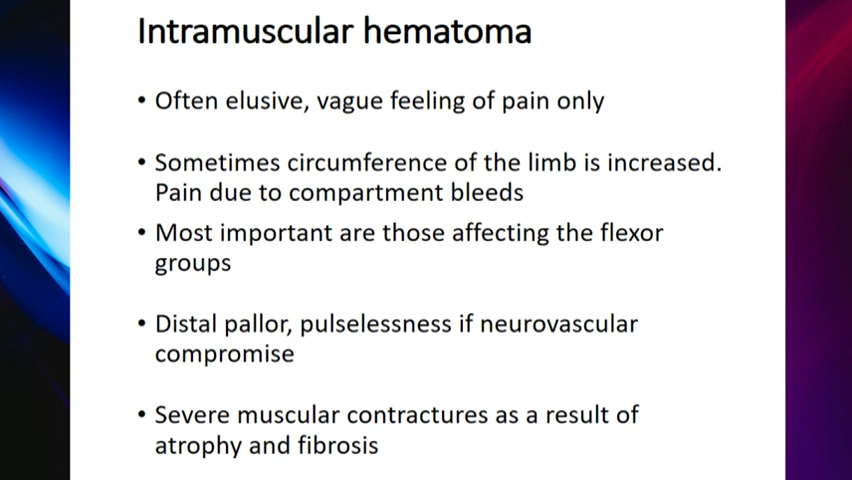 Intramuscular hematoma
• Often elusive, vague feeling of pain only
• Sometimes circumference of the limb is increased.
Pain due to compartment bleeds
• Most important are those affecting the flexor
groups
• Distal pallor, pulselessness if neurovascular
compromise
• Severe muscular contractures as a result of
atrophy and fibrosis